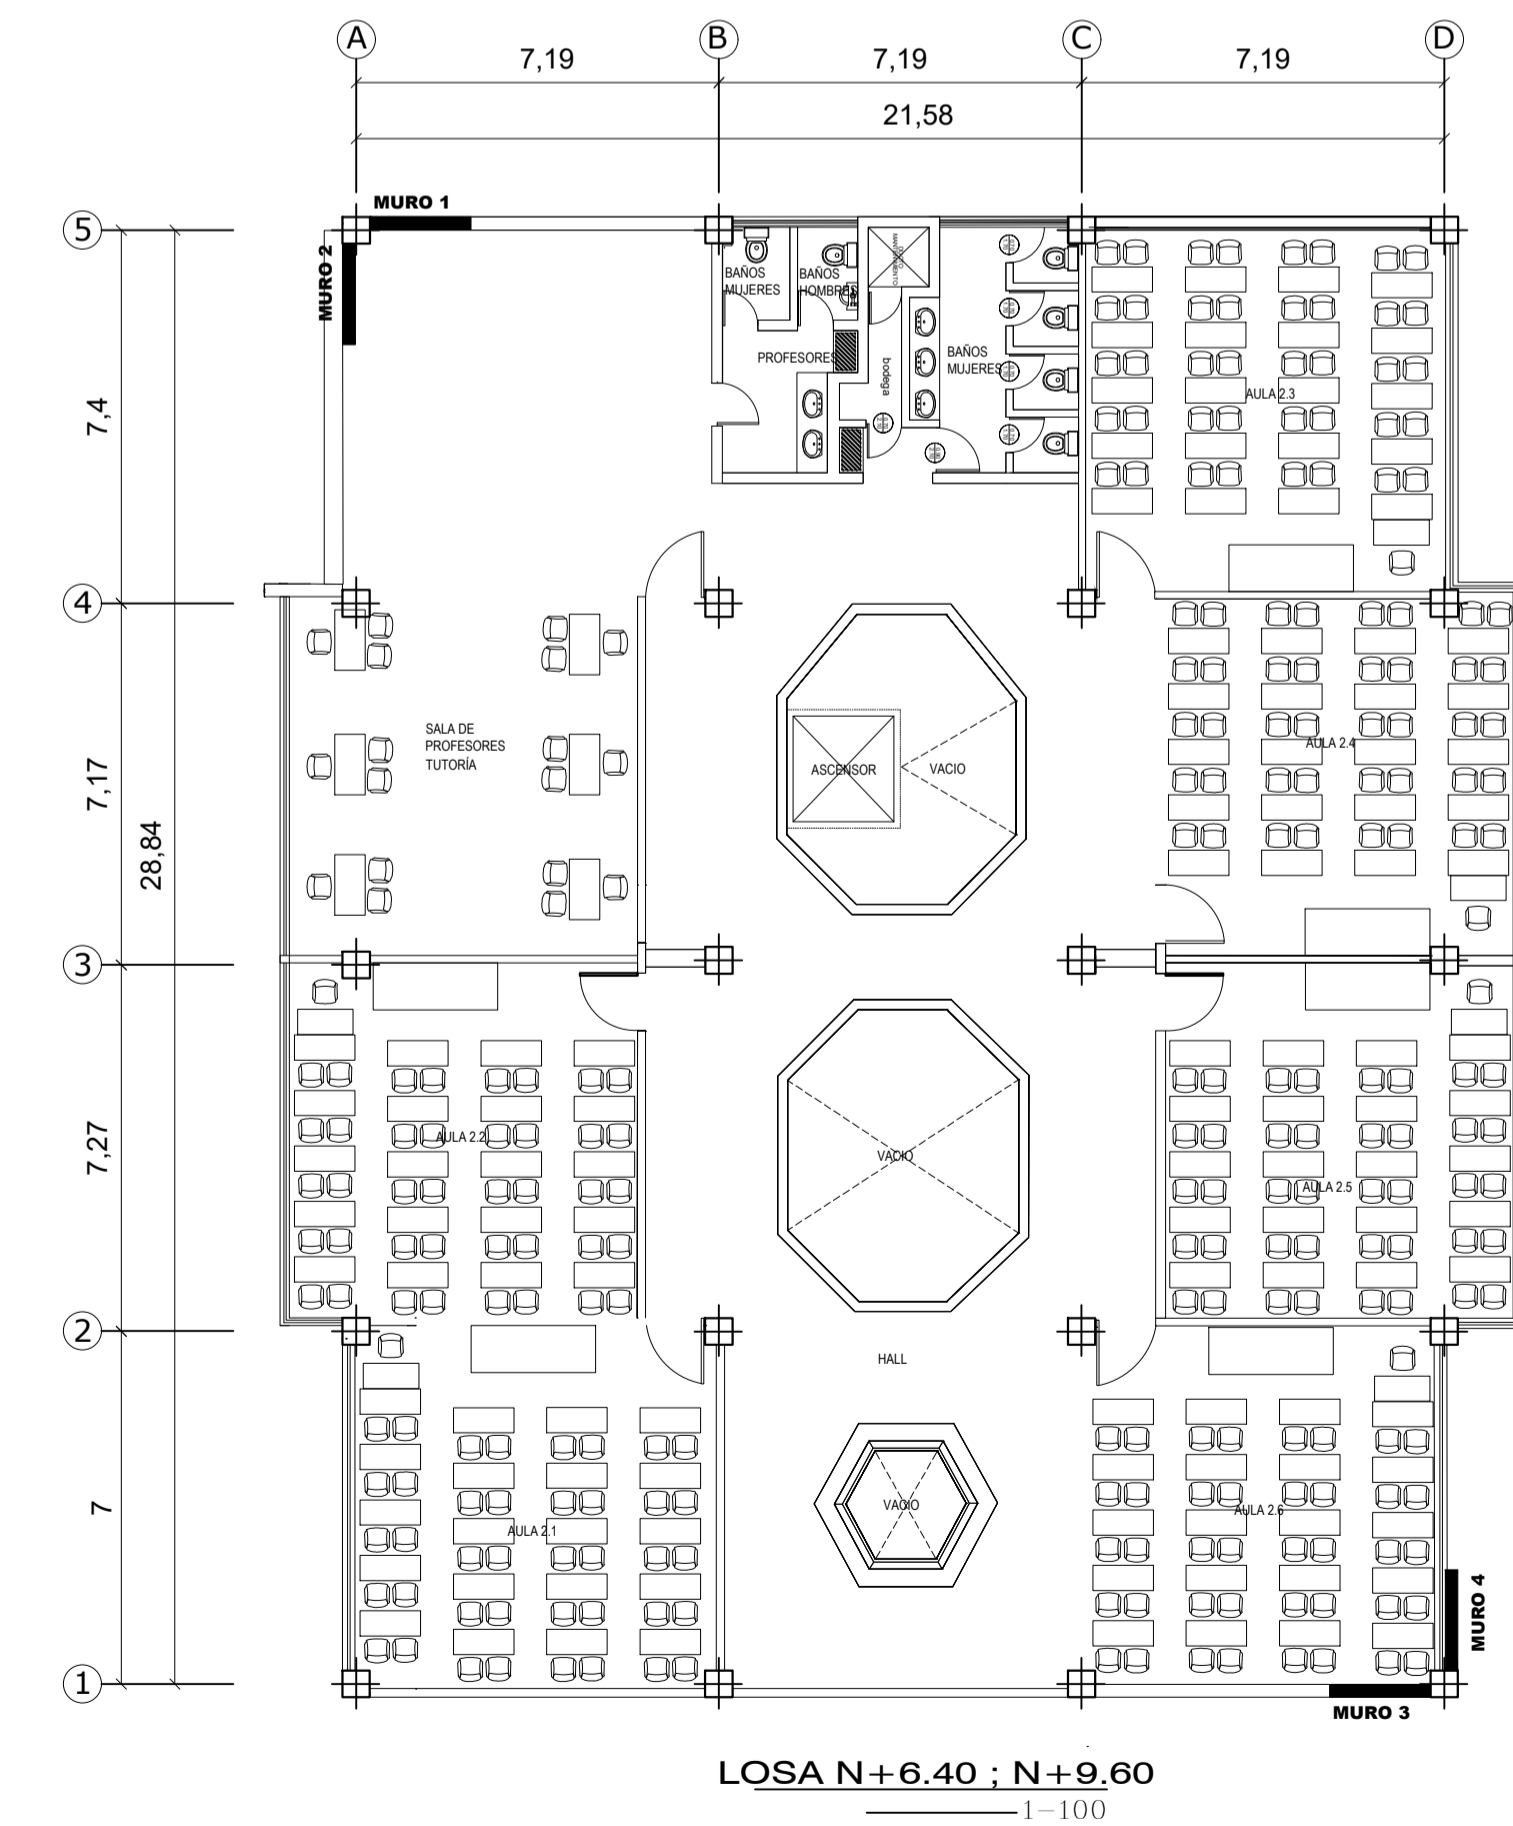 A
B
C
D
7,19
7,19
7,19
21,58
MURO 1
5
MURO 2
BAÑOS
MUJERES
BAÑOS
HOMBRES
DUCTO
MANTENIMIENTO
PROFESORES
bodega
BAÑOS
MUJERES
AULA 2.3
7,4
4
SALA DE
PROFESORES
TUTORÍA
ASCENSOR
VACIO
AULA 2.4
7,17
28,84
3
AULA 2.2
VACIO
AULA 2.5
7,27
2
HALL
VACIO
AULA 2.1
AULA 2.6
7
MURO 4
1
MURO 3
LOSA N+6.40 ; N+9.60
1-100